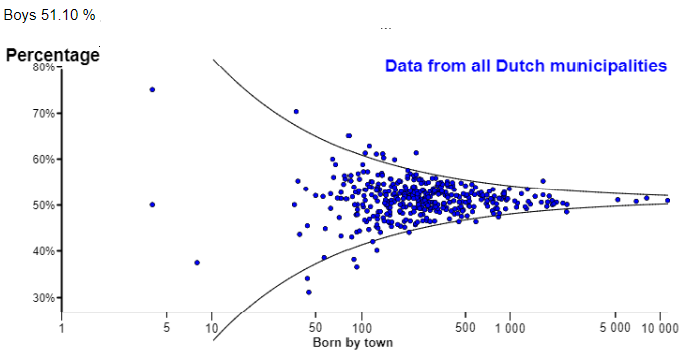 Boys 51.10 %
...
Percentage
Data from all Dutch municipalities
80%
70%
60%
50%
40%
30%
1 5 10 50 100 500 1 000 5 000 10 000
Born by town